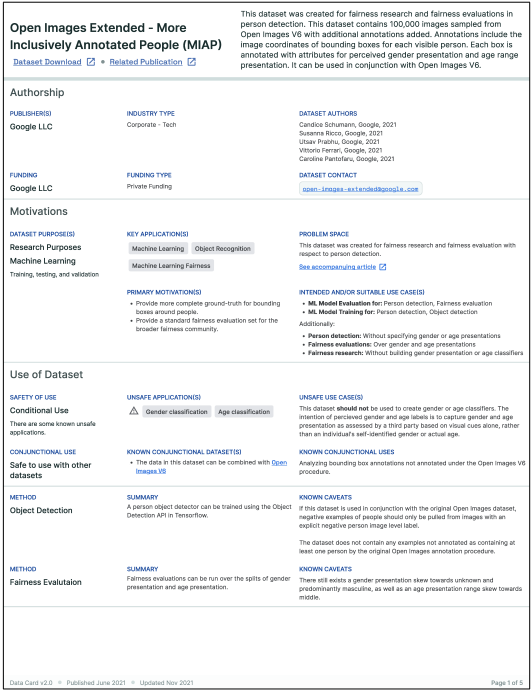 Open Images Extended - More
Inclusively Annotated People (MIAP)
Dataset Download • Related Publication
This dataset was created for fairness research and fairness evaluations in
person detection. This dataset contains 100,000 images sampled from
Open Images V6 with additional annotations added. Annotations include the
image coordinates of bounding boxes for each visible person. Each box is
annotated with attributes for perceived gender presentation and age range
presentation. It can be used in conjunction with Open Images V6.
Authorship
PUBLISHER(S)
Google LLC
INDUSTRY TYPE
Corporate - Tech
DATASET AUTHORS
Candice Schumann, Google, 2021
Susanna Ricco, Google, 2021
Utsav Prabhu, Google, 2021
Vittorio Ferrari, Google, 2021
Caroline Pantofaru, Google, 2021
FUNDING
Google LLC
FUNDING TYPE
Private Funding
DATASET CONTACT
open-images-extended@google.com
Motivations
DATASET PURPOSE(S)
Research Purposes
Machine Learning
Training, testing, and validation
KEY APPLICATION(S)
Machine Learning Object Recognition
Machine Learning Fairness
PROBLEM SPACE
This dataset was created for fairness research and fairness evaluation with
respect to person detection.
See accompanying article
PRIMARY MOTIVATION(S)
• Provide more complete ground-truth for bounding
boxes around people.
• Provide a standard fairness evaluation set for the
broader fairness community.
INTENDED AND/OR SUITABLE USE CASE(S)
• ML Model Evaluation for: Person detection, Fairness evaluation
• ML Model Training for: Person detection, Object detection
Additionally:
• Person detection: Without specifying gender or age presentations
• Fairness evaluations: Over gender and age presentations
• Fairness research: Without building gender presentation or age classifiers
Use of Dataset
SAFETY OF USE
Conditional Use
There are some known unsafe
applications.
UNSAFE APPLICATION(S)
Gender classification Age classification
UNSAFE USE CASE(S)
This dataset should not be used to create gender or age classifiers. The
intention of percieved gender and age labels is to capture gender and age
presentation as assessed by a third party based on visual cues alone, rather
than an individual's self-identified gender or actual age.
CONJUNCTIONAL USE
Safe to use with other
datasets
KNOWN CONJUNCTIONAL DATASET(S)
• The data in this dataset can be combined with Open
Images V6
KNOWN CONJUNCTIONAL USES
Analyzing bounding box annotations not annotated under the Open Images V6
procedure.
METHOD
Object Detection
SUMMARY
A person object detector can be trained using the Object
Detection API in Tensorflow.
KNOWN CAVEATS
If this dataset is used in conjunction with the original Open Images dataset,
negative examples of people should only be pulled from images with an
explicit negative person image level label.
The dataset does not contain any examples not annotated as containing at
least one person by the original Open Images annotation procedure.
METHOD
Fairness Evalutaion
SUMMARY
Fairness evaluations can be run over the splits of gender
presentation and age presentation.
KNOWN CAVEATS
There still exists a gender presentation skew towards unknown and
predominantly masculine, as well as an age presentation range skew towards
middle.
Data Card v2.0 • Published June 2021 • Updated Nov 2021
Page 1 of 5